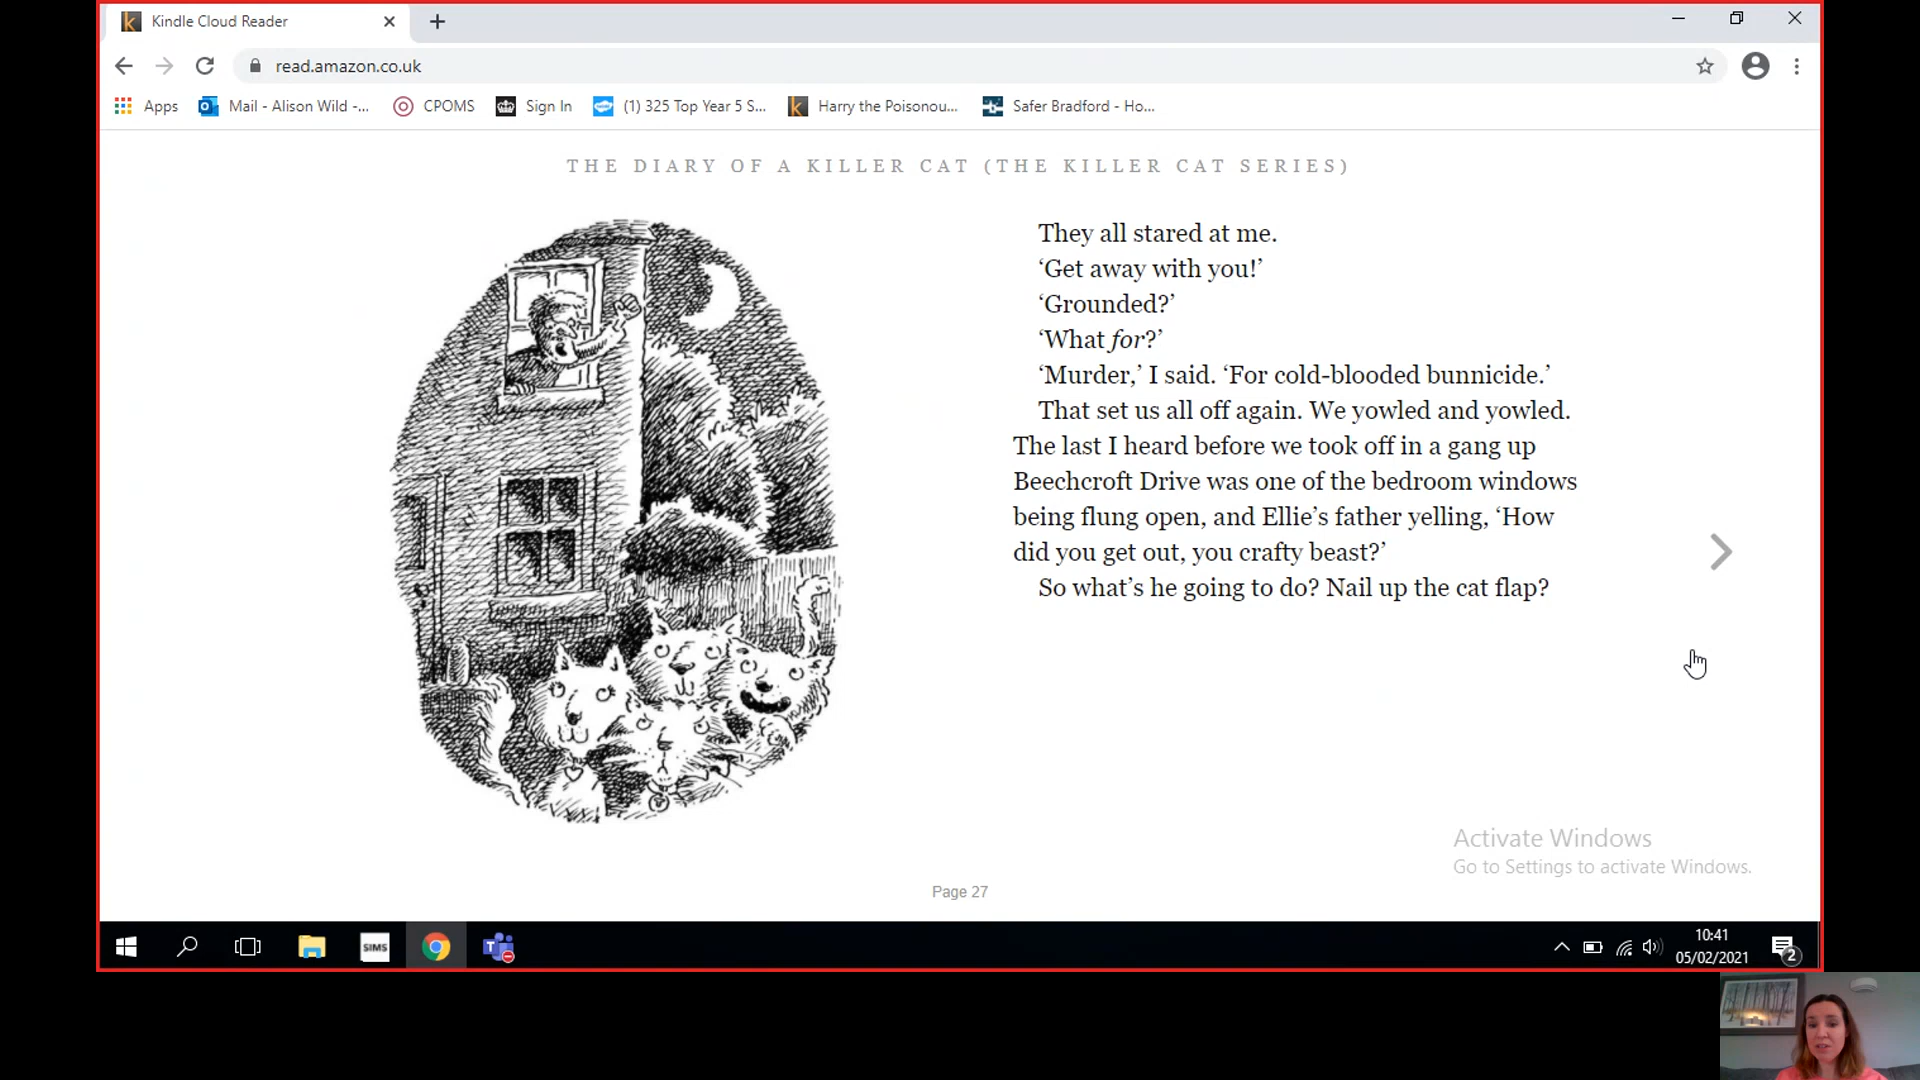 Kindle Cloud Reader
read.amazon.co.uk
Apps
Mail - Alison Wild -...
CPOMS
Sign In
(1) 325 Top Year 5 S...
Harry the Poisonou...
Safer Bradford - Ho...
THE DIARY OF A KILLER CAT (THE KILLER CAT SERIES)
They all stared at me.
‘Get away with you!’
‘Grounded?’
‘What for?’
‘Murder,’ I said. ‘For cold-blooded bunnicide.’
That set us all off again. We yowled and yowled.
The last I heard before we took off in a gang up
Beechcroft Drive was one of the bedroom windows
being flung open, and Ellie’s father yelling, ‘How
did you get out, you crafty beast?’
So what’s he going to do? Nail up the cat flap?
Activate Windows
Go to Settings to activate Windows.
Page 27
SIMS
10:41
05/02/2021
2